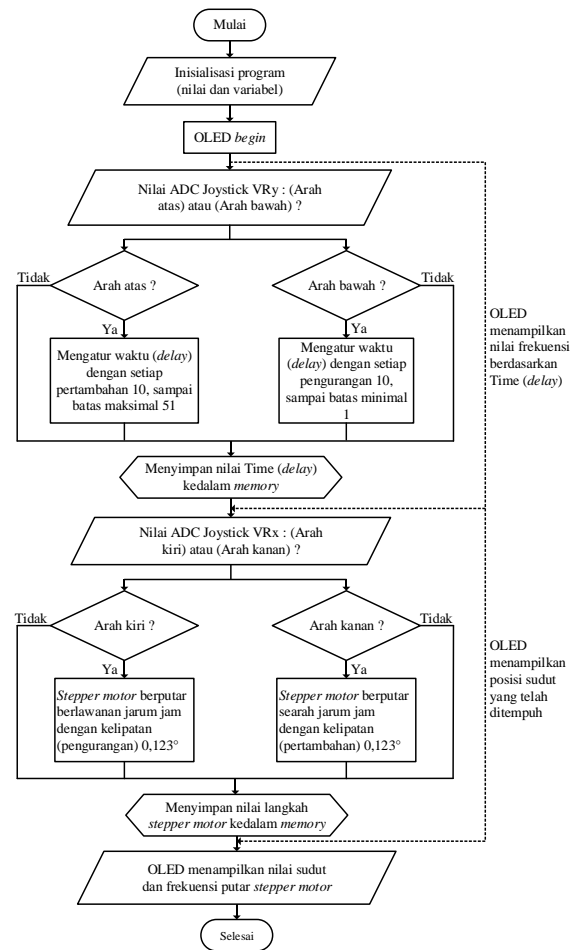 Mulai
Inisialisasi program
(nilai dan variabel)
OLED begin
Nilai ADC Joystick VRy : (Arah
atas) atau (Arah bawah) ?
Tidak
Arah atas ?
Arah bawah ?
Tidak
Ya
Ya
Mengatur waktu (delay)
dengan setiap
pertambahan 10, sampai
batas maksimal 51
Mengatur waktu
(delay) dengan setiap
pengurangan 10,
sampai batas minimal
1
OLED
menampilkan
nilai frekuensi
berdasarkan
Time (delay)
Menyimpan nilai Time (delay)
kedalam memory
Nilai ADC Joystick VRx : (Arah
kiri) atau (Arah kanan) ?
Tidak
Arah kiri ?
Arah kanan ?
Tidak
Ya
Ya
Stepper motor berputar
berlawanan jarum jam
dengan kelipatan
(pengurangan) 0,123°
Stepper motor berputar
searah jarum jam
dengan kelipatan
(pertambahan) 0,123°
OLED
menampilkan
posisi sudut
yang telah
ditempuh
Menyimpan nilai langkah
stepper motor kedalam memory
OLED menampilkan nilai sudut
dan frekuensi putar stepper motor
Selesai